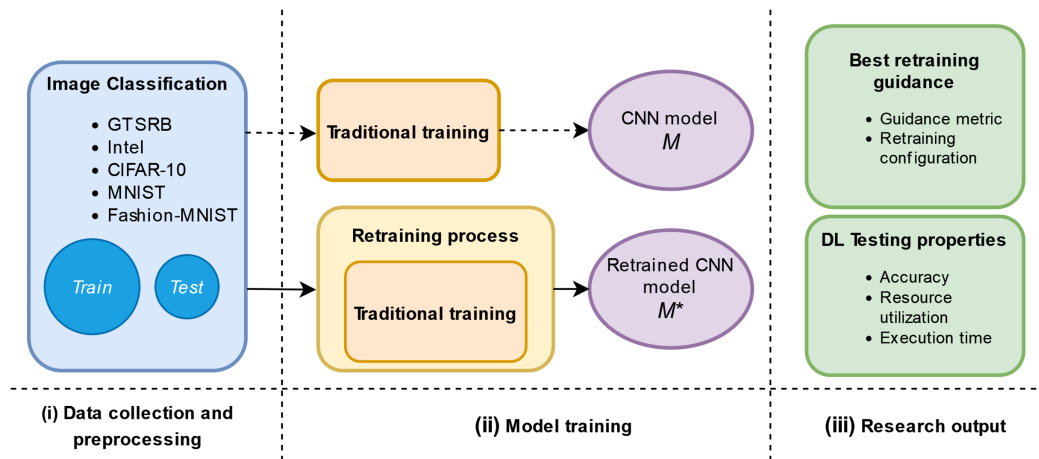 Image Classification
• GTSRB
• Intel
• CIFAR-10
• MNIST
• Fashion-MNIST
Train
Test
(i) Data collection and
preprocessing
Traditional training
CNN model
M
Retraining process
Traditional training
Retrained CNN
model
M*
(ii) Model training
Best retraining
guidance
• Guidance metric
• Retraining
configuration
DL Testing properties
• Accuracy
• Resource
utilization
• Execution time
(iii) Research output